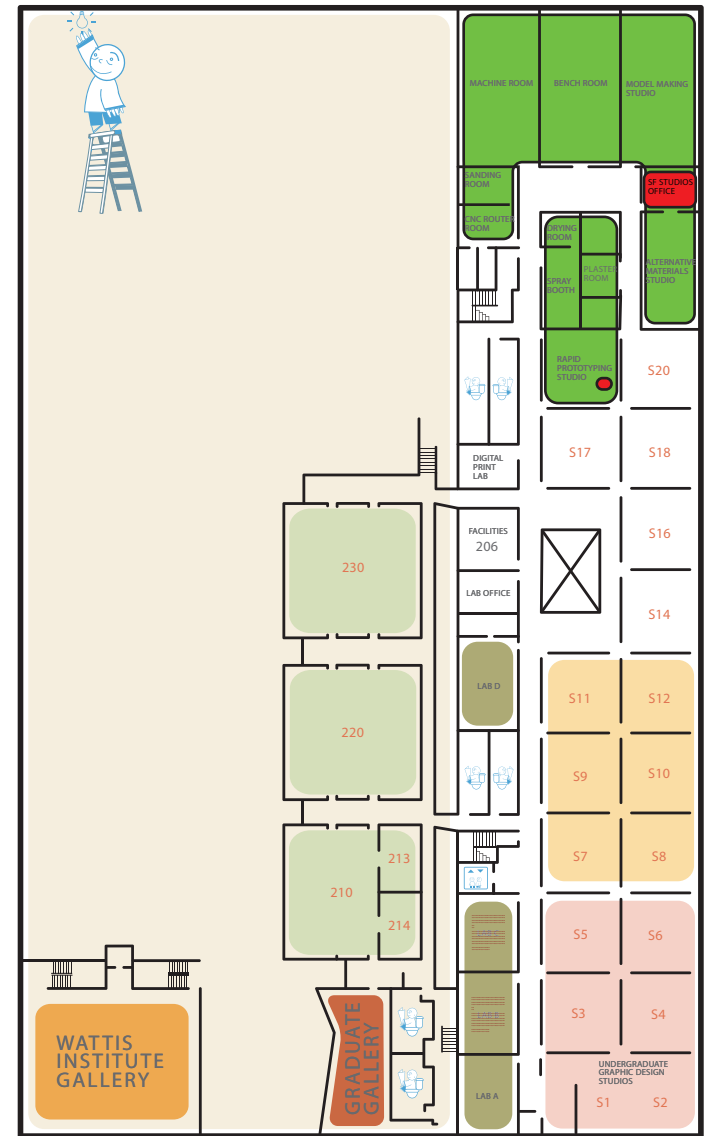 MACHINE ROOM
BENCH ROOM
MODEL MAKING
STUDIO
SANDING
ROOM
SF STUDIOS
OFFICE
CNC ROUTER
ROOM
DRYING
ROOM
PLASTER
ROOM
SPRAY
BOOTH
ALTERNATIVE
MATERIALS
STUDIO
RAPID
PROTOTYPING
STUDIO
S20
DIGITAL
PRINT
LAB
S17
S18
FACILITIES
206
S16
230
LAB OFFICE
S14
LAB D
S11
S12
220
S9
S10
213
S7
S8
210
214
S5
S6
S3
S4
WATTIS
INSTITUTE
GALLERY
GRADUATE
GALLERY
UNDERGRADUATE
GRAPHIC DESIGN
STUDIOS
LAB A
S1
S2